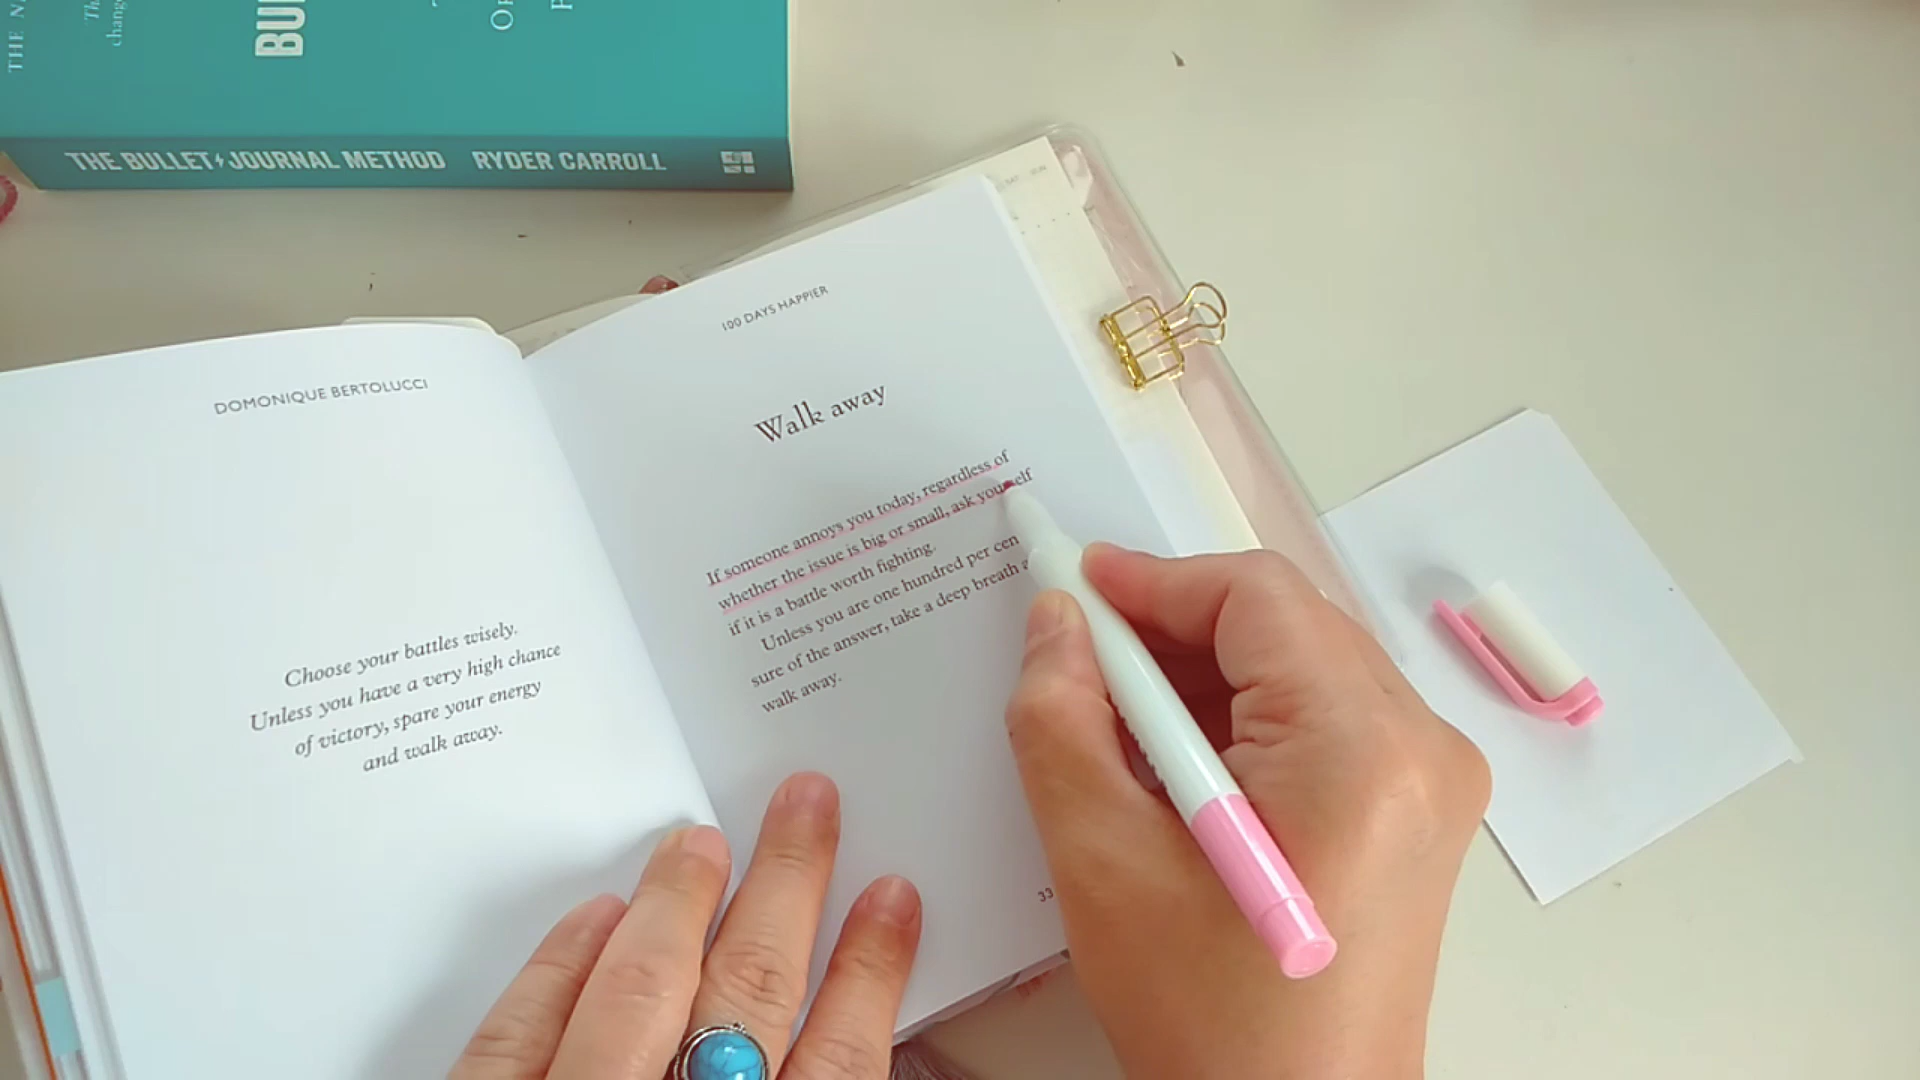 THE BULLET JOURNAL METHOD RYDER CARROLL
DOMONIQUE BERTOLUCCI
Choose your battles wisely.
Unless you have a very high chance
of victory, spare your energy
and walk away.
100 DAYS HAPPIER
Walk away
If someone annoys you today, regardless of
whether the issue is big or small, ask yourself
if it is a battle worth fighting.
Unless you are one hundred per cen
sure of the answer, take a deep breath a
walk away.
33
SAT SUN